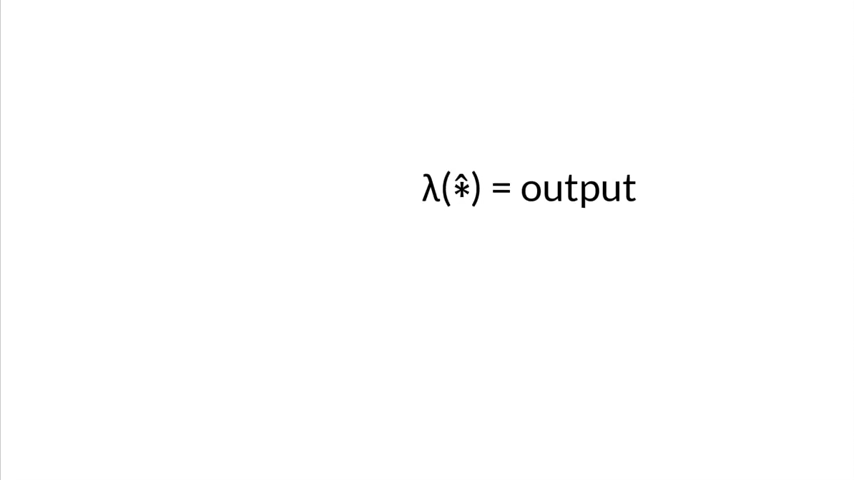 λ(*̂) = output